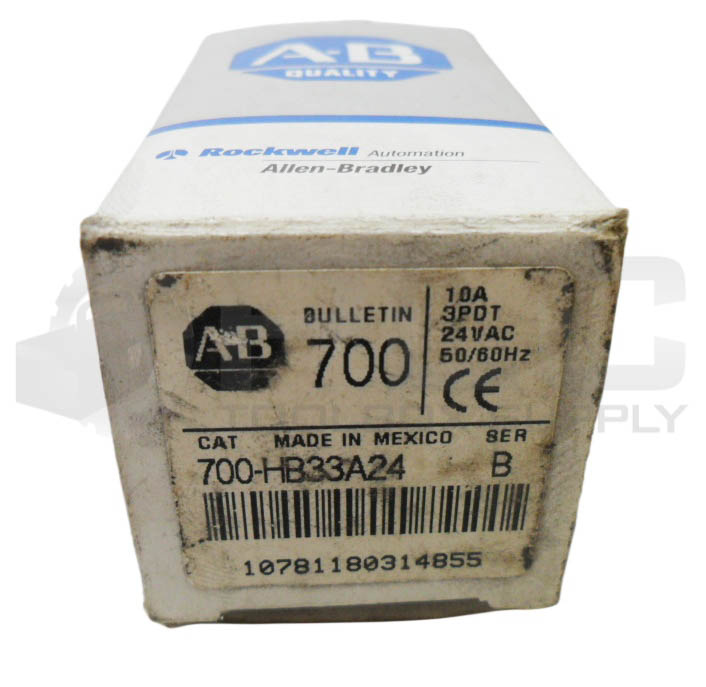 A-B
QUALITY
Rockwell Automation
Allen-Bradley
AB
BULLETIN
700
10A
3PDT
24VAC
50/60Hz
CE
CAT MADE IN MEXICO SER
700-HB33A24 B
10781180314855